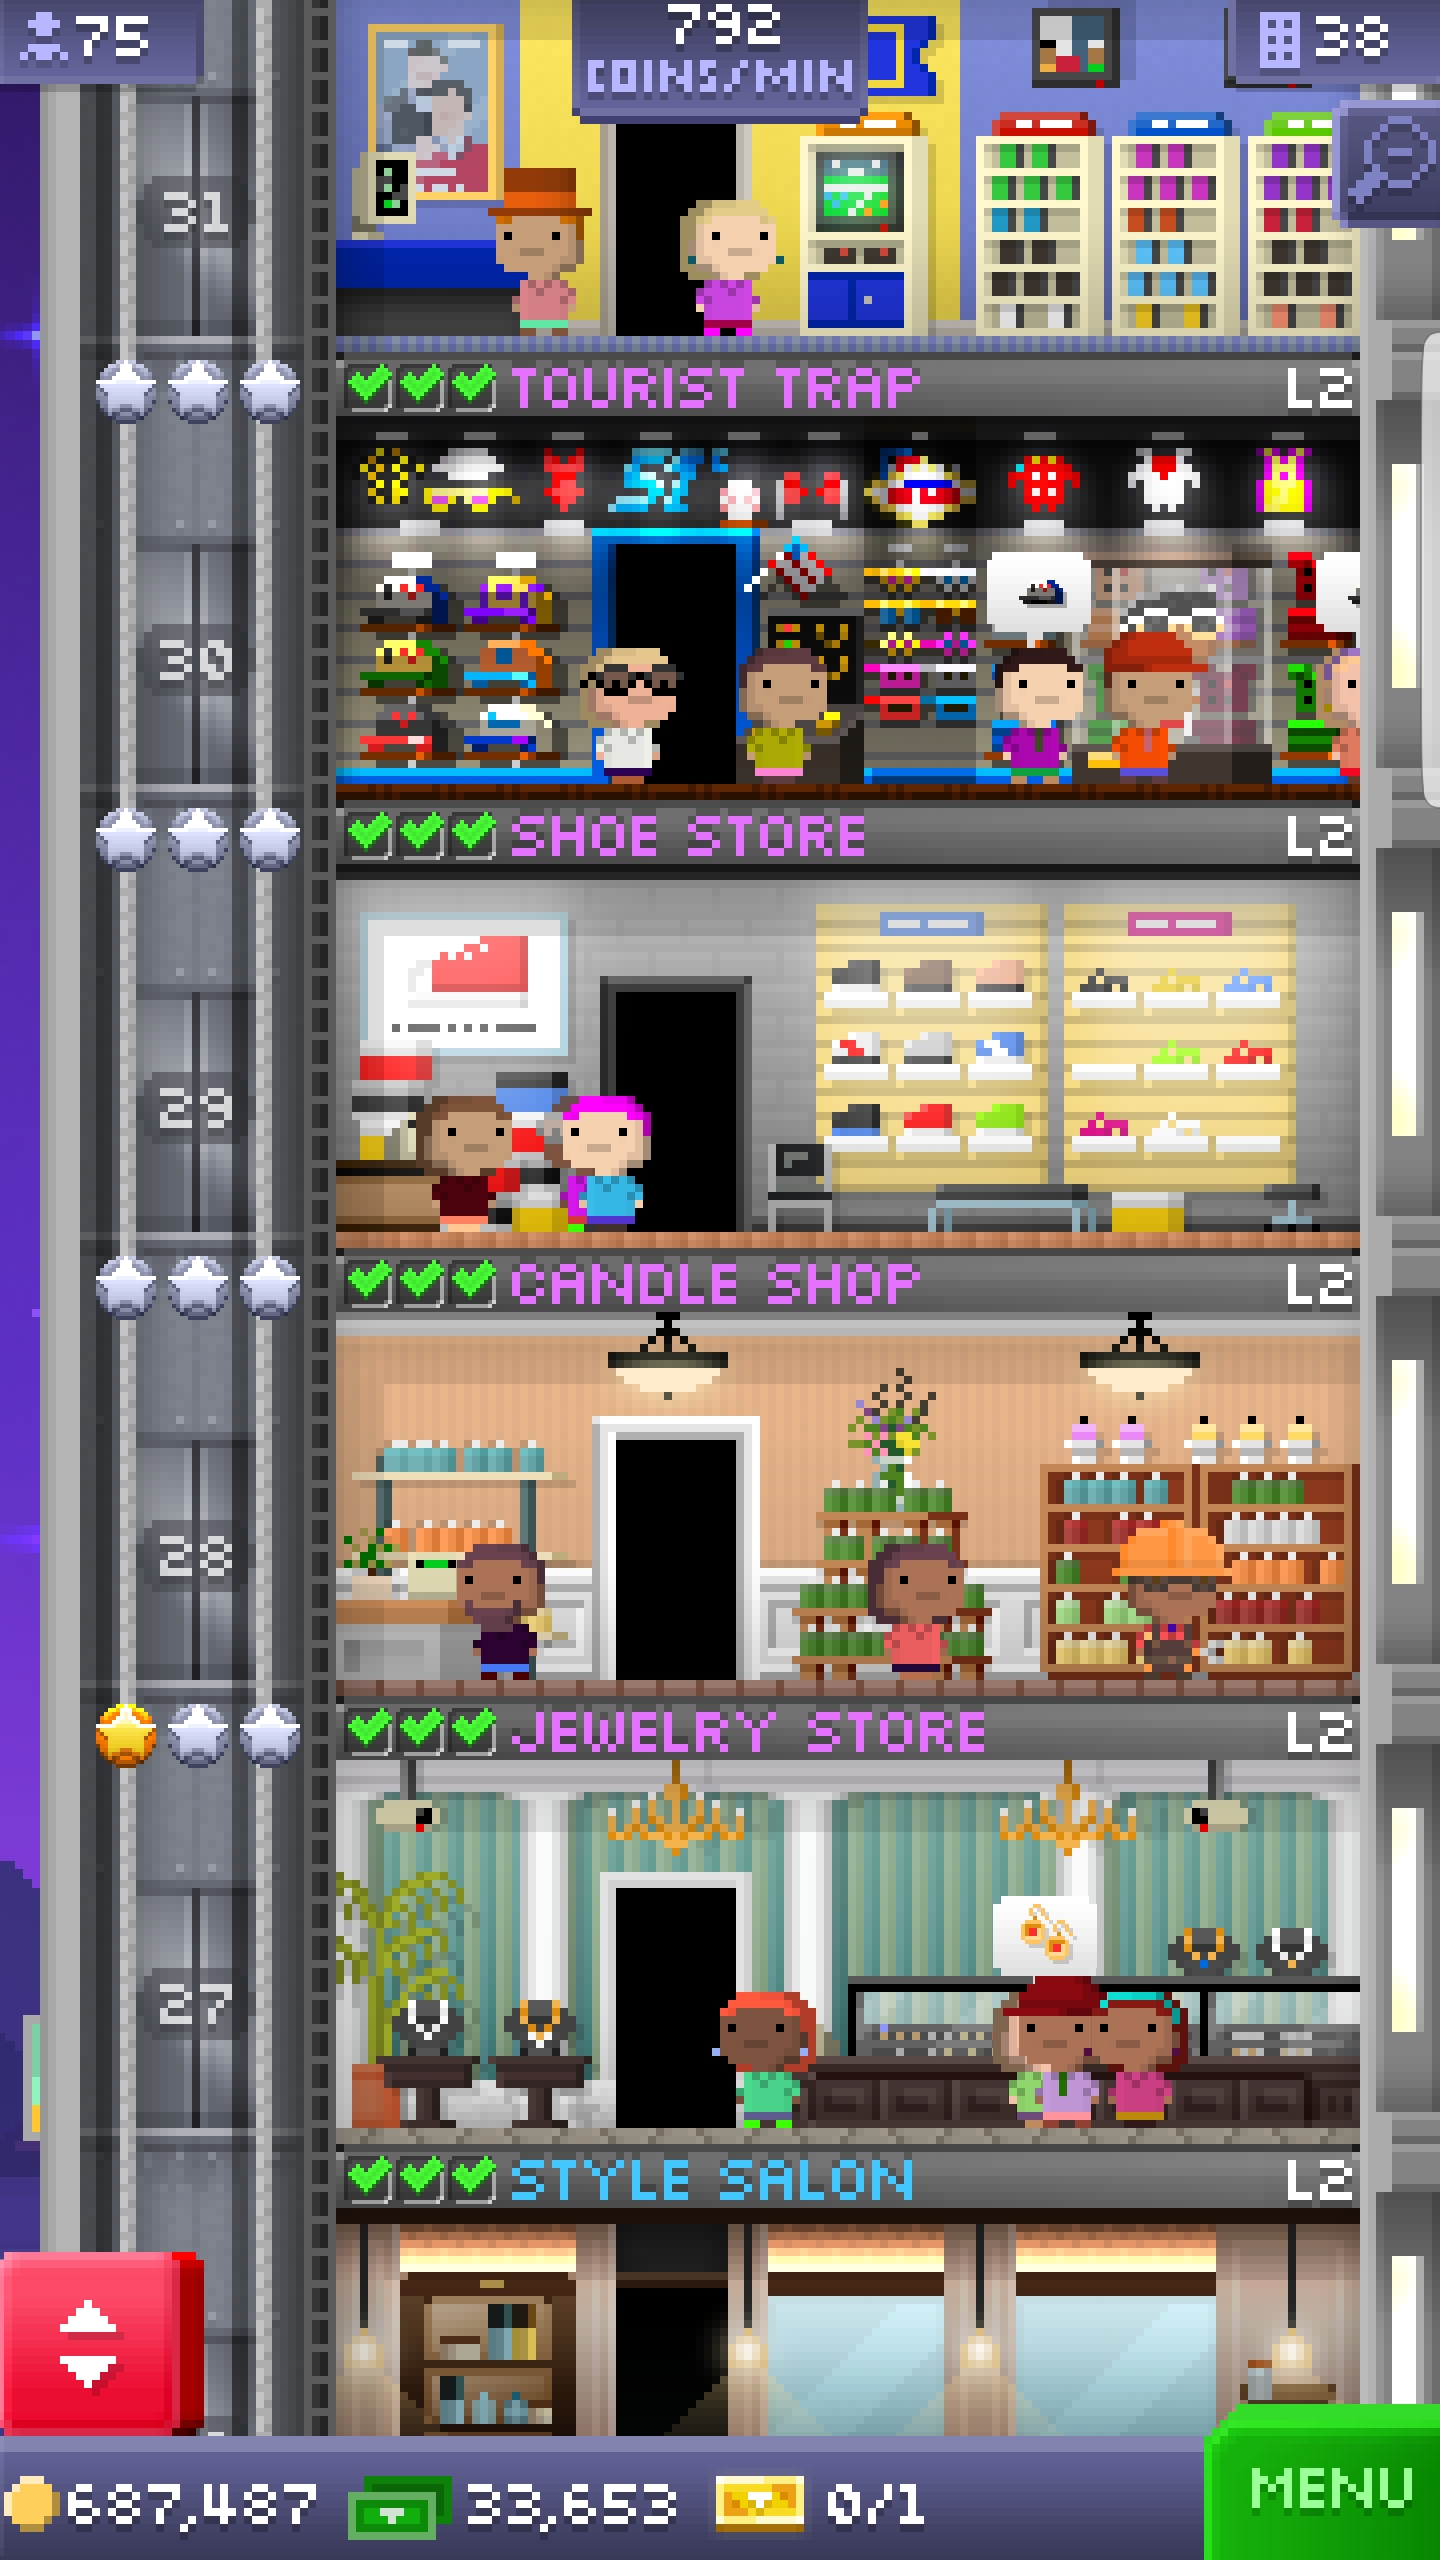 75
792
COINS/MIN
38
31
TOURIST TRAP
L2
30
SHOE STORE
L2
29
CANDLE SHOP
L2
28
JEWELRY STORE
L2
27
STYLE SALON
L2
687,487
33,653
0/1
MENU